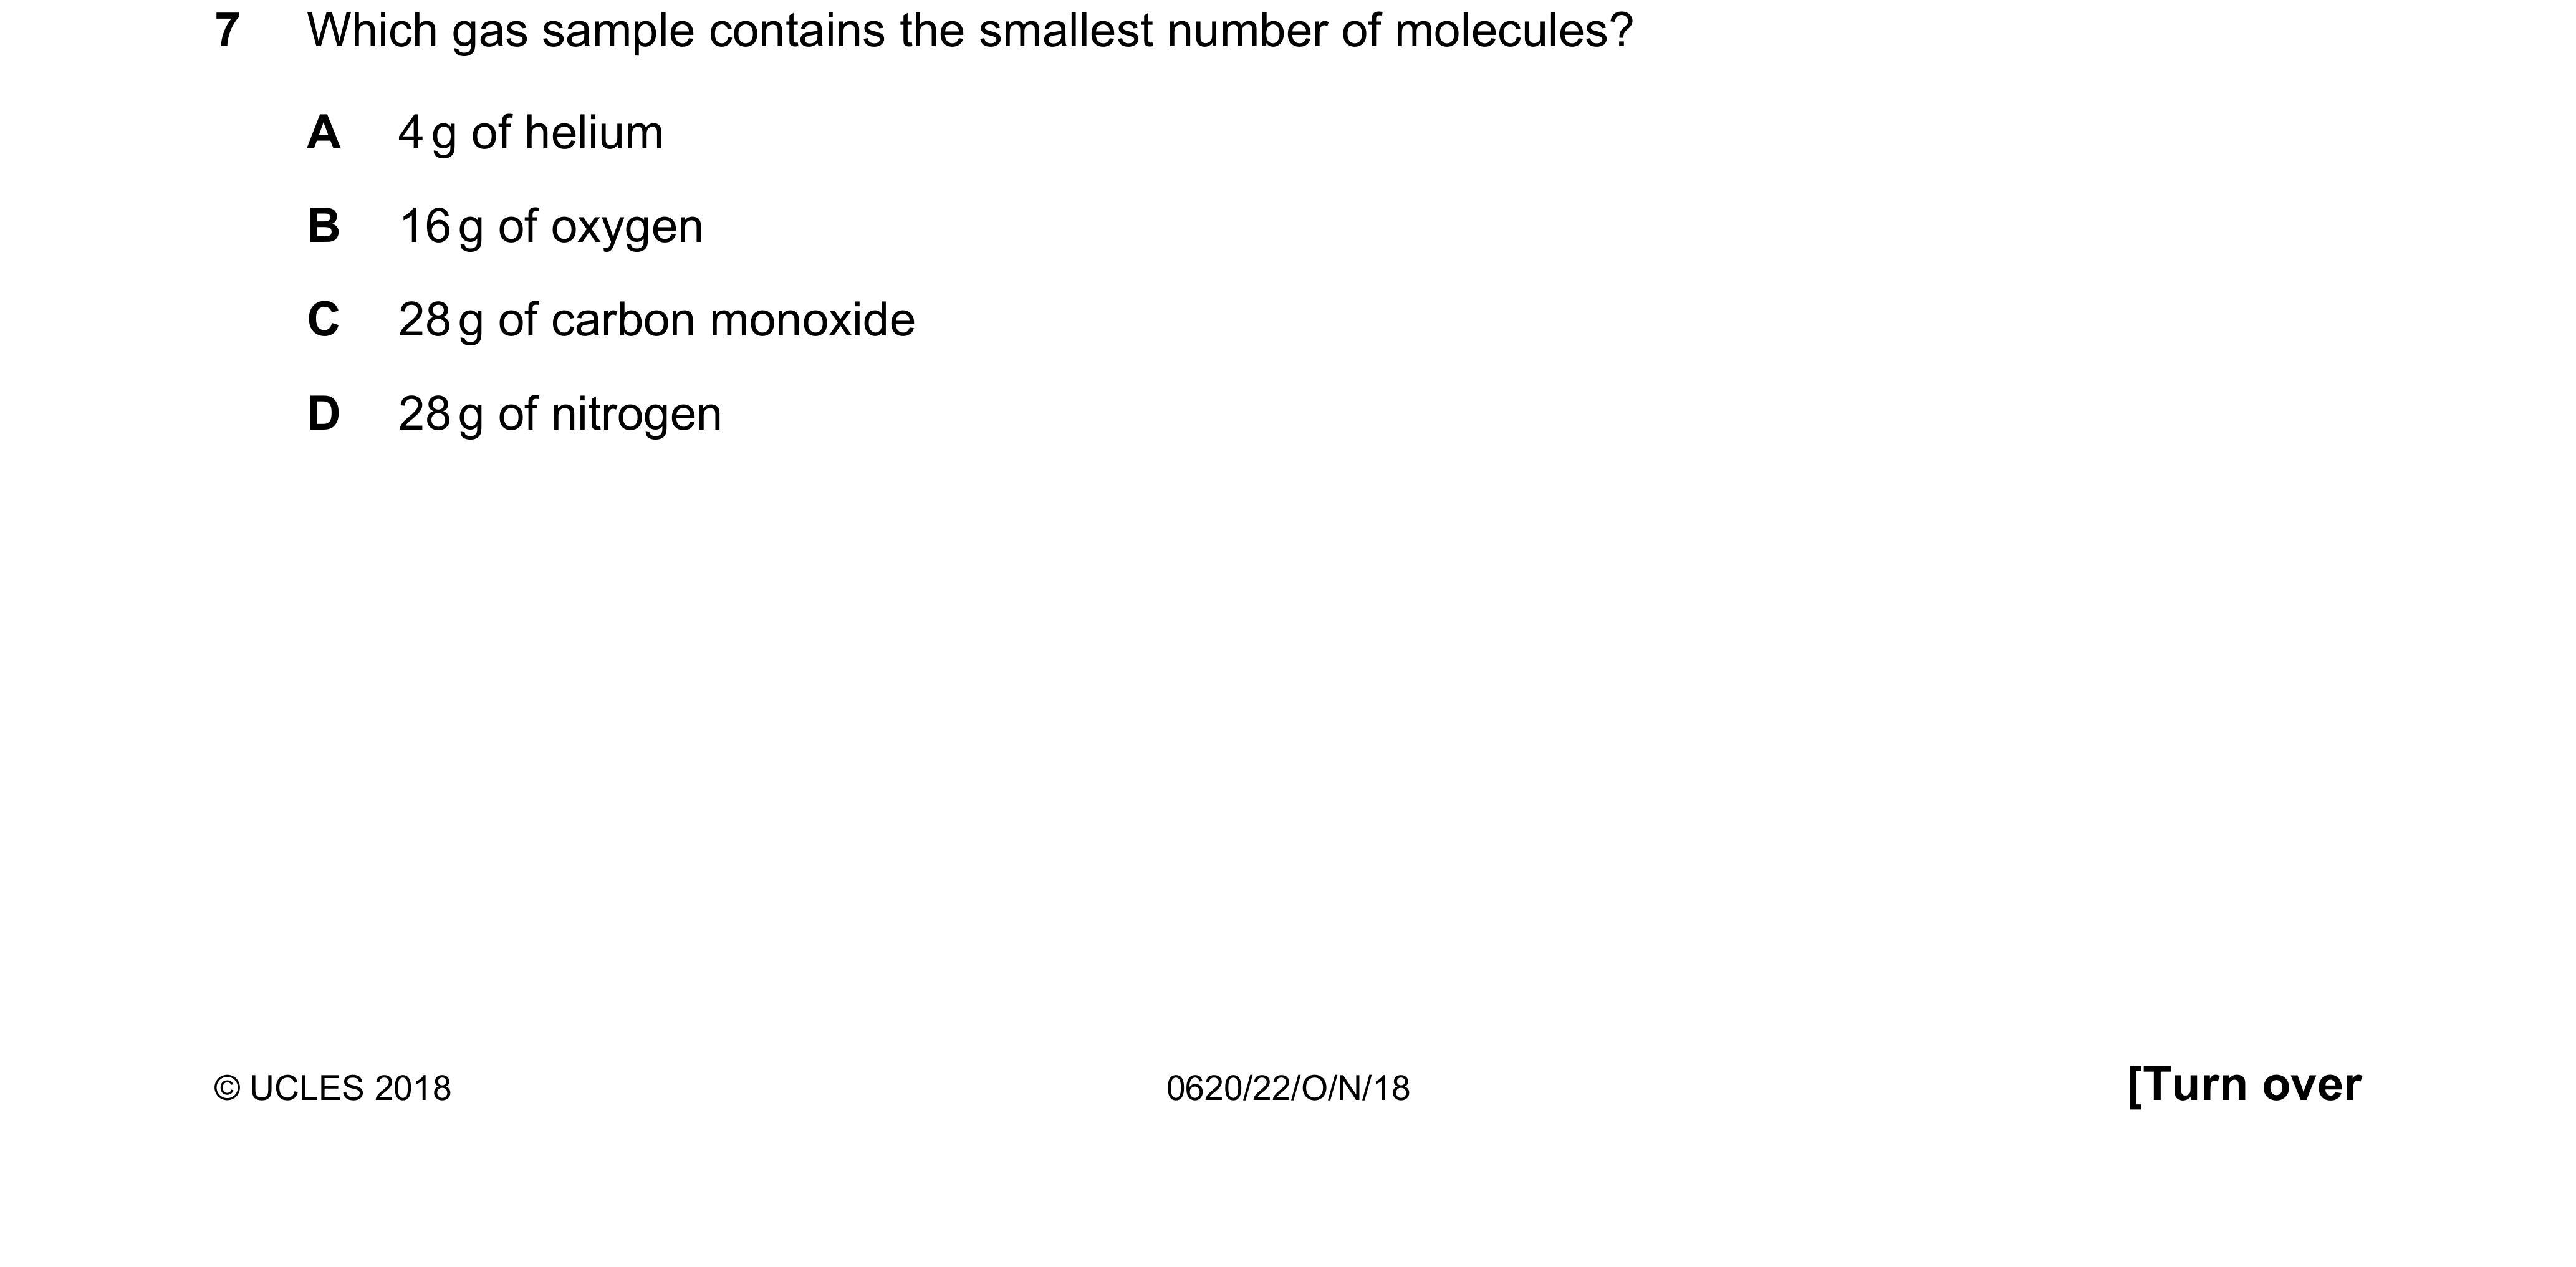 7 Which gas sample contains the smallest number of molecules?
A 4 g of helium
B 16 g of oxygen
C 28 g of carbon monoxide
D 28 g of nitrogen
© UCLES 2018 0620/22/O/N/18 [Turn over